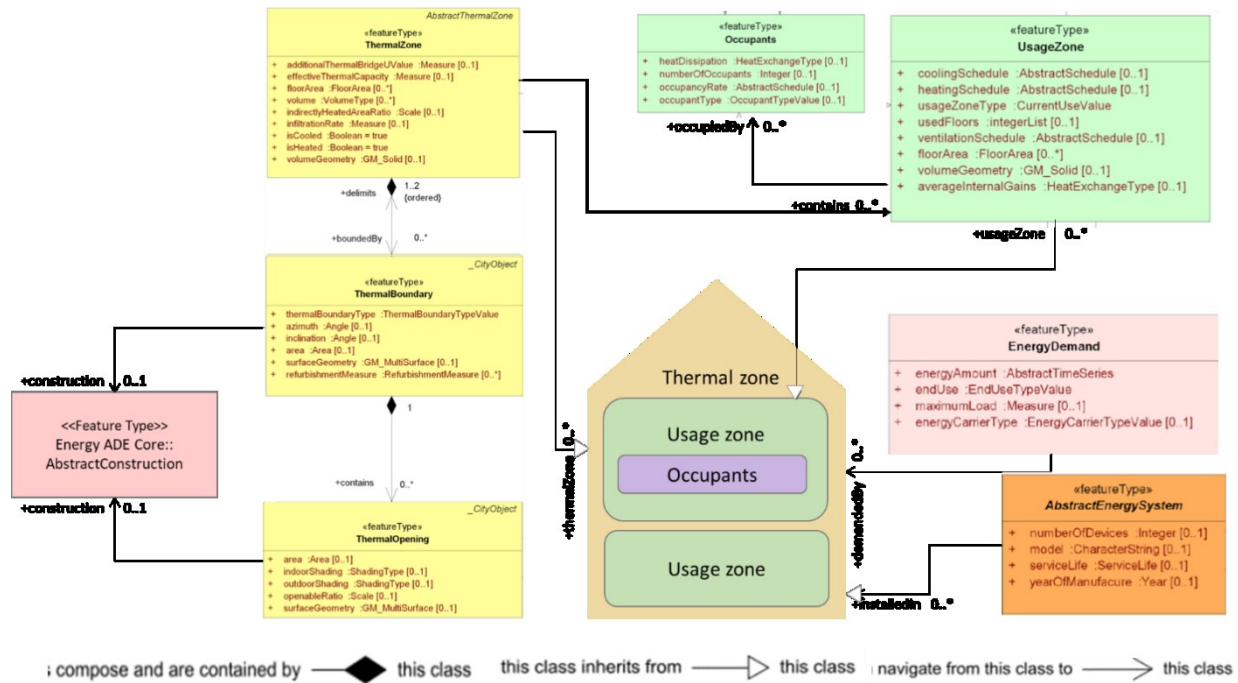 AbstractThermalZone
«featureType»
ThermalZone
+ additionalThermalBridgeUValue :Measure [0..1]
+ effectiveThermalCapacity :Measure [0..1]
+ floorArea :FloorArea [0..*]
+ volume :VolumeType [0..*]
+ indirectlyHeatedAreaRatio :Scale [0..1]
+ infiltrationRate :Measure [0..1]
+ isCooled :Boolean = true
+ isHeated :Boolean = true
+ volumeGeometry :GM_Solid [0..1]
«featureType»
Occupants
+ heatDissipation :HeatExchangeType [0..1]
+ numberOfOccupants :Integer [0..1]
+ occupancyRate :AbstractSchedule [0..1]
+ occupantType :OccupantTypeValue [0..1]
«featureType»
UsageZone
+ coolingSchedule :AbstractSchedule [0..1]
+ heatingSchedule :AbstractSchedule [0..1]
+ usageZoneType :CurrentUseValue
+ usedFloors :integerList [0..1]
+ ventilationSchedule :AbstractSchedule [0..1]
+ floorArea :FloorArea [0..*]
+ volumeGeometry :GM_Solid [0..1]
+ averageInternalGains :HeatExchangeType [0..1]
+occupiedBy 0..*
+contains 0..*
+usageZone 0..*
+delimits 1..2
{ordered}
+boundedBy 0..*
_CityObject
«featureType»
ThermalBoundary
+ thermalBoundaryType :ThermalBoundaryTypeValue
+ azimuth :Angle [0..1]
+ inclination :Angle [0..1]
+ area :Area [0..1]
+ surfaceGeometry :GM_MultiSurface [0..1]
+ refurbishmentMeasure :RefurbishmentMeasure [0..*]
+construction 0..1
<<Feature Type>>
Energy ADE Core::
AbstractConstruction
+construction 0..1
1
+contains 0..*
_CityObject
«featureType»
ThermalOpening
+ area :Area [0..1]
+ indoorShading :ShadingType [0..1]
+ outdoorShading :ShadingType [0..1]
+ openableRatio :Scale [0..1]
+ surfaceGeometry :GM_MultiSurface [0..1]
+thermalZone 0..*
Thermal zone
Usage zone
Occupants
Usage zone
«featureType»
EnergyDemand
+ energyAmount :AbstractTimeSeries
+ endUse :EndUseTypeValue
+ maximumLoad :Measure [0..1]
+ energyCarrierType :EnergyCarrierTypeValue [0..1]
+demandedBy 0..*
«featureType»
AbstractEnergySystem
+ numberOfDevices :Integer [0..1]
+ model :CharacterString [0..1]
+ serviceLife :ServiceLife [0..1]
+ yearOfManufacure :Year [0..1]
+installedIn 0..*
s compose and are contained by this class
this class inherits from this class
navigate from this class to this class